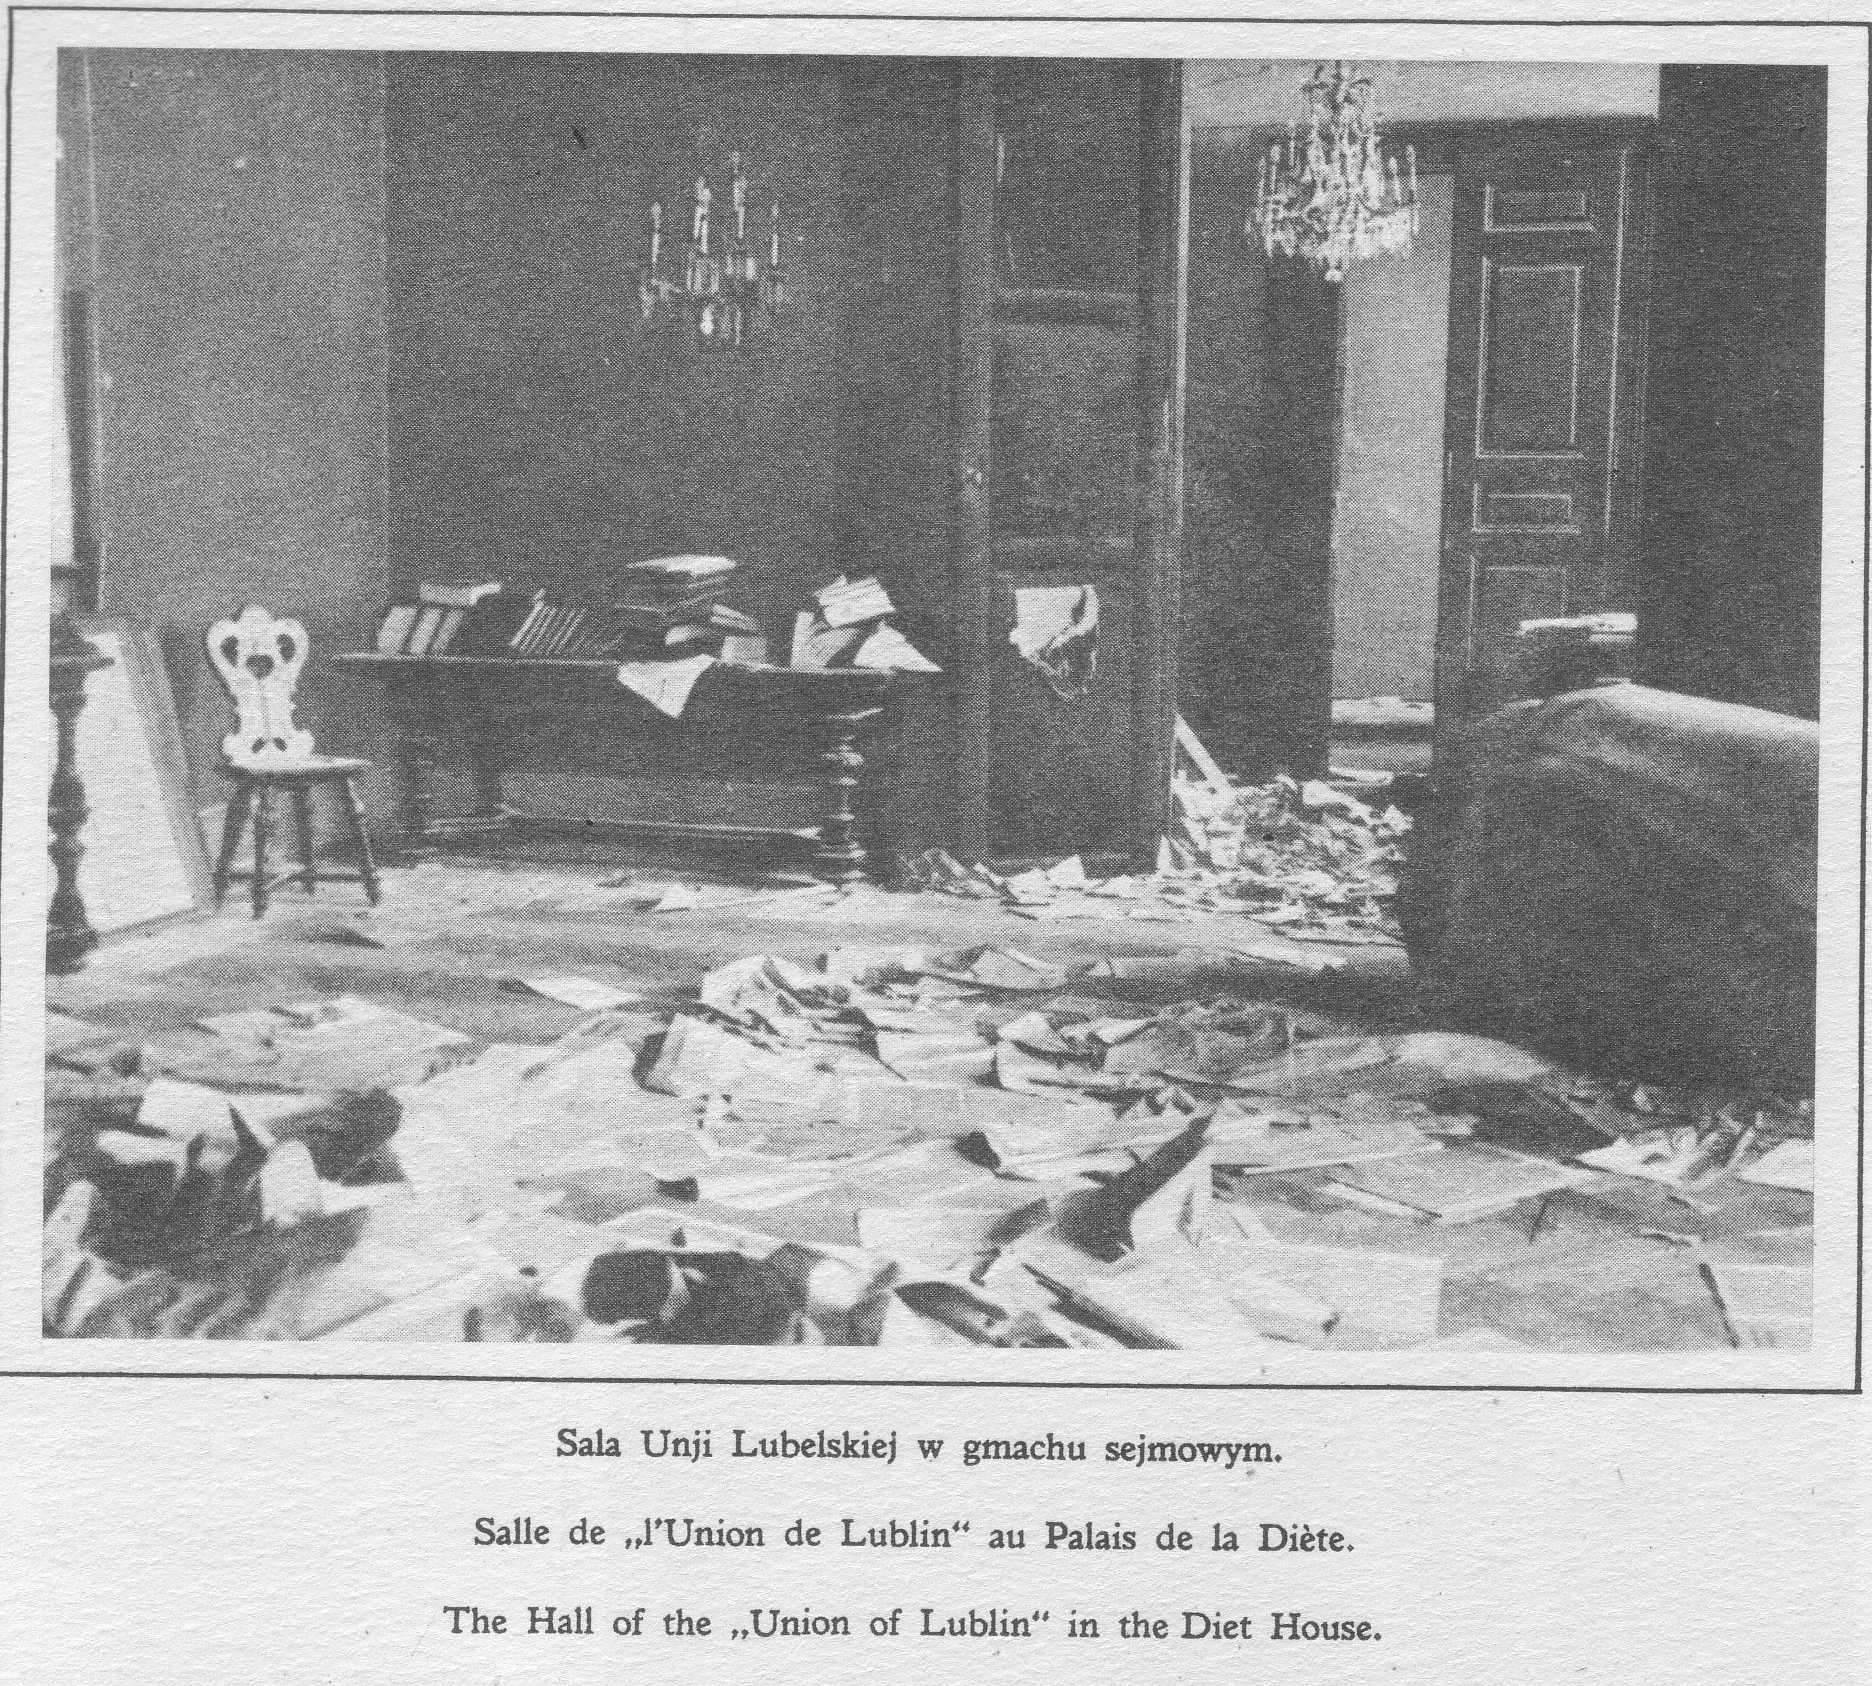 Sala Unji Lubelskiej w gmachu sejmowym.
Salle de „l'Union de Lublin“ au Palais de la Diète.
The Hall of the „Union of Lublin“ in the Diet House.